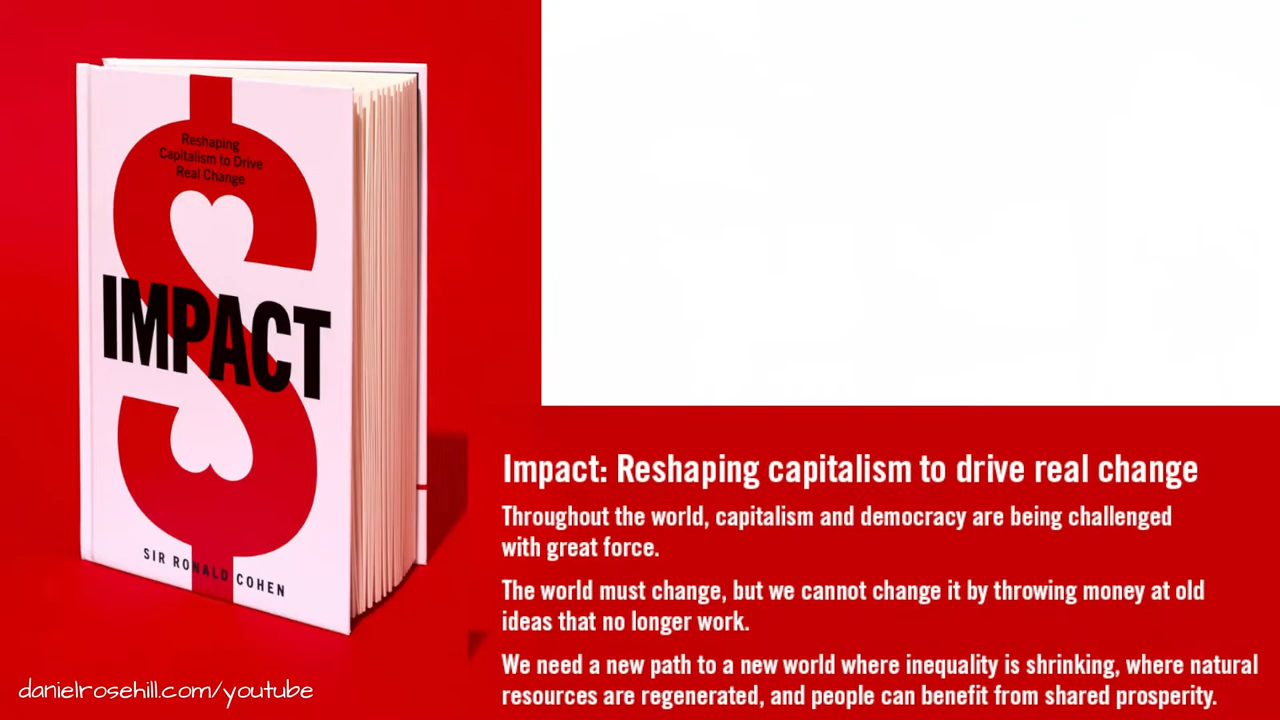 Reshaping
Capitalism to Drive
Real Change
IMPACT
SIR RONALD COHEN
Impact: Reshaping capitalism to drive real change
Throughout the world, capitalism and democracy are being challenged
with great force.
The world must change, but we cannot change it by throwing money at old
ideas that no longer work.
We need a new path to a new world where inequality is shrinking, where natural
resources are regenerated, and people can benefit from shared prosperity.
danielrosehill.com/youtube